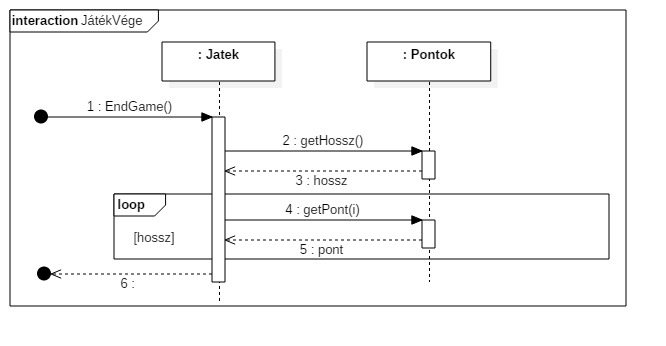 interaction JátékVége
: Jatek
: Pontok
1 : EndGame()
2 : getHossz()
3 : hossz
loop
4 : getPont(i)
[hossz]
5 : pont
6 :